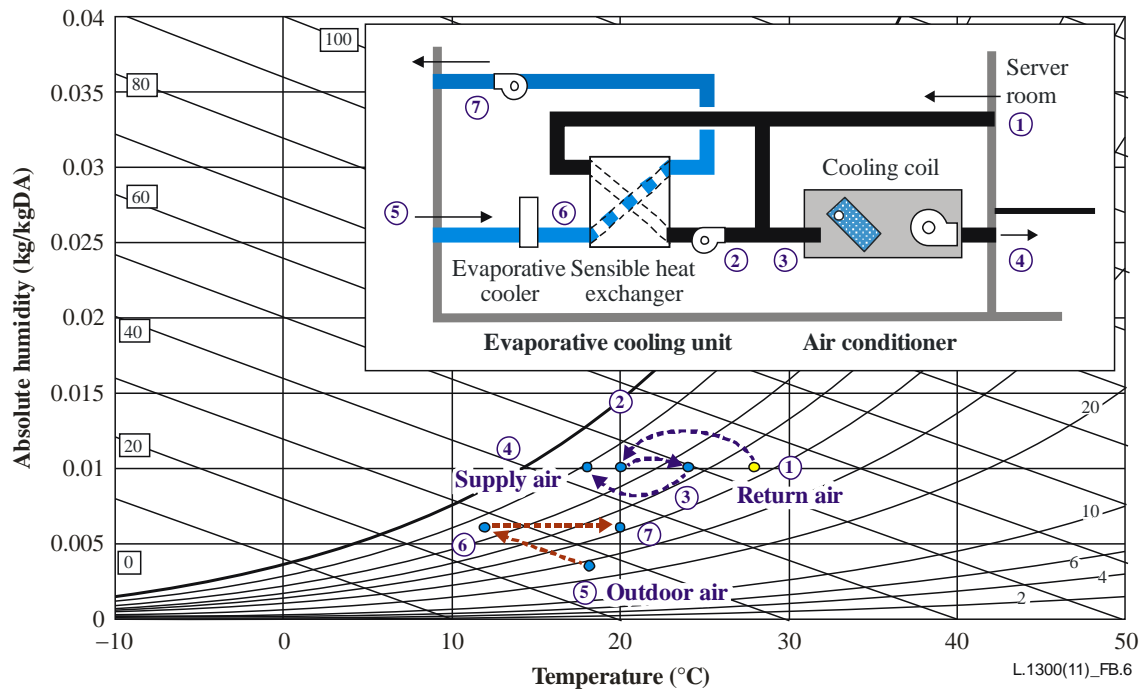 0.04
0.035
0.03
0.025
0.02
0.015
0.01
0.005
0
Absolute humidity (kg/kgDA)
100
80
60
40
20
0
Server
room
7
1
Cooling coil
5
6
2
3
4
Evaporative
cooler
Sensible heat
exchanger
Evaporative cooling unit
Air conditioner
2
4
20
Supply air
1
3
Return air
10
6
7
6
4
5
Outdoor air
2
–10
0
10
20
30
40
50
Temperature (°C)
L.1300(11)_FB.6